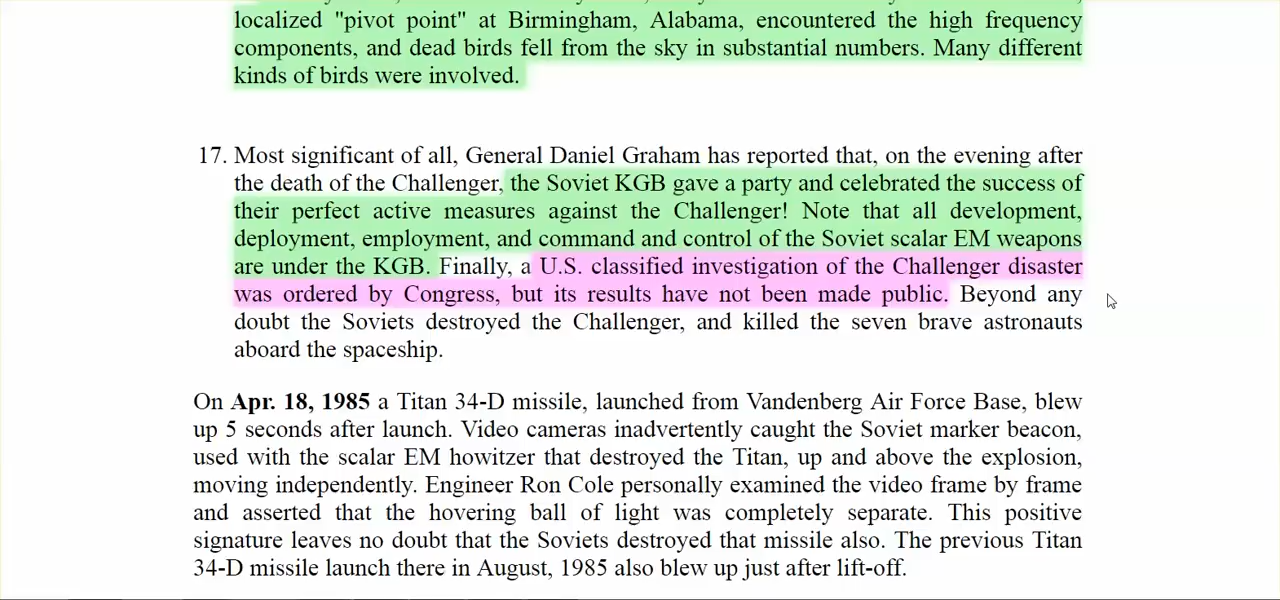 localized "pivot point" at Birmingham, Alabama, encountered the high frequency
components, and dead birds fell from the sky in substantial numbers. Many different
kinds of birds were involved.
17. Most significant of all, General Daniel Graham has reported that, on the evening after
the death of the Challenger, the Soviet KGB gave a party and celebrated the success of
their perfect active measures against the Challenger! Note that all development,
deployment, employment, and command and control of the Soviet scalar EM weapons
are under the KGB. Finally, a U.S. classified investigation of the Challenger disaster
was ordered by Congress, but its results have not been made public. Beyond any
doubt the Soviets destroyed the Challenger, and killed the seven brave astronauts
aboard the spaceship.
On Apr. 18, 1985 a Titan 34-D missile, launched from Vandenberg Air Force Base, blew
up 5 seconds after launch. Video cameras inadvertently caught the Soviet marker beacon,
used with the scalar EM howitzer that destroyed the Titan, up and above the explosion,
moving independently. Engineer Ron Cole personally examined the video frame by frame
and asserted that the hovering ball of light was completely separate. This positive
signature leaves no doubt that the Soviets destroyed that missile also. The previous Titan
34-D missile launch there in August, 1985 also blew up just after lift-off.